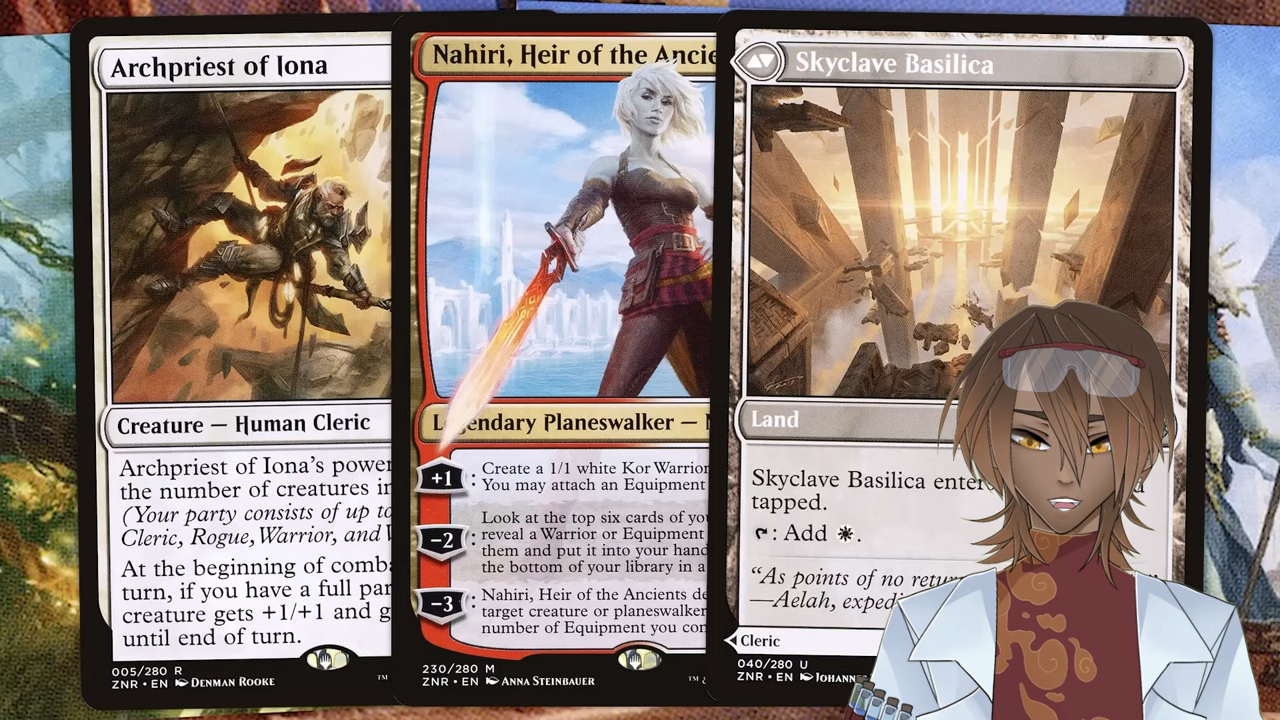 Archpriest of Iona
Creature — Human Cleric
Archpriest of Iona's power
the number of creatures in
(Your party consists of up to
Cleric, Rogue, Warrior, and
At the beginning of comb
turn, if you have a full par
creature gets +1/+1 and g
until end of turn.
005/280 R
ZNR • EN DENMAN ROOKE
™
Nahiri, Heir of the Ancie
Legendary Planeswalker —
+1: Create a 1/1 white Kor Warrior
You may attach an Equipment
−2: Look at the top six cards of yo
reveal a Warrior or Equipment
them and put it into your hand
the bottom of your library in a
−3: Nahiri, Heir of the Ancients de
target creature or planeswalker
number of Equipment you con
230/280 M
ZNR • EN ANNA STEINBAUER
™ &
Skyclave Basilica
Land
Skyclave Basilica enter
tapped.
: Add .
“As points of no retur
—Aelah, exped
Cleric
040/280 U
ZNR • EN JOHANN